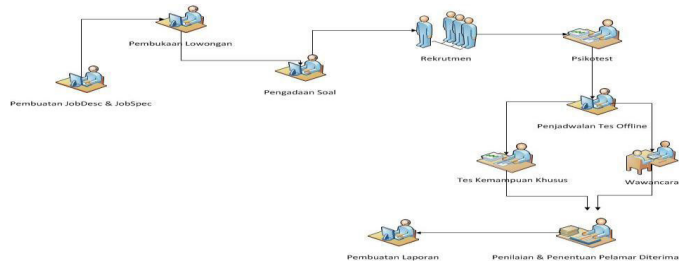 Pembukaan Lowongan
Rekrutmen
Psikotest
Pengadaan Soal
Pembuatan JobDesc & JobSpec
Penjadwalan Tes Offline
Tes Kemampuan Khusus
Wawancara
Pembuatan Laporan
Penilaian & Penentuan Pelamar Diterima